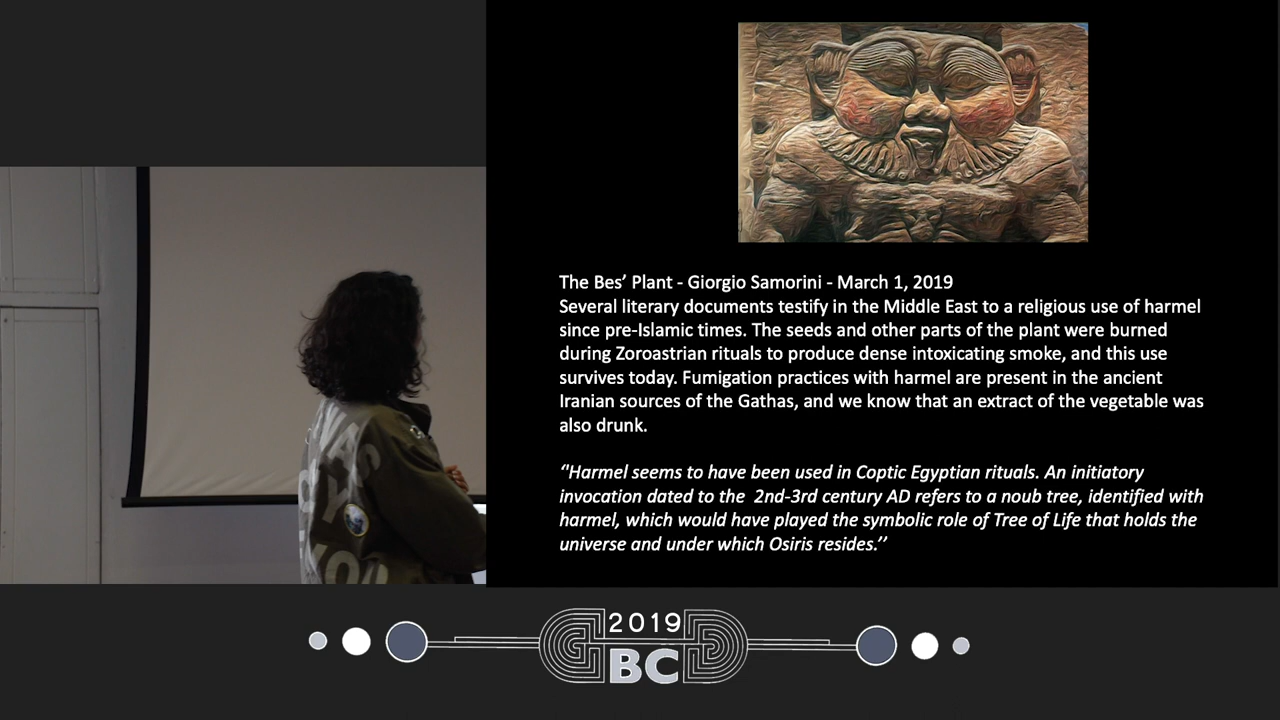 The Bes’ Plant - Giorgio Samorini - March 1, 2019
Several literary documents testify in the Middle East to a religious use of harmel
since pre-Islamic times. The seeds and other parts of the plant were burned
during Zoroastrian rituals to produce dense intoxicating smoke, and this use
survives today. Fumigation practices with harmel are present in the ancient
Iranian sources of the Gathas, and we know that an extract of the vegetable was
also drunk.
‘‘Harmel seems to have been used in Coptic Egyptian rituals. An initiatory
invocation dated to the  2nd-3rd century AD refers to a noub tree, identified with
harmel, which would have played the symbolic role of Tree of Life that holds the
universe and under which Osiris resides.’’
2019
BC